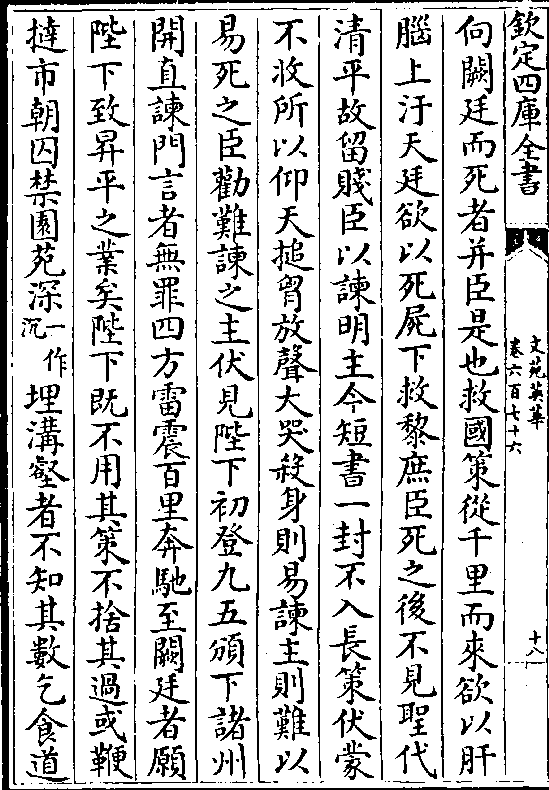 欽定四庫全書
文苑英華
卷六百七十六
十八
伺闕廷而死者并臣是也救國策從千里而來欲以肝
腦上汙天廷欲以死屍下救黎庶臣死之後不見聖代
清平故留賤臣以諫明主今短書一封不入長策伏蒙
不收所以仰天搥胷放聲大哭殺身則易諫主則難以
易死之臣勸難諫之主伏見陛下初登九五頒下諸州
開直諫門言者無罪四方雷震百里奔馳至闕廷者願
陛下致昇平之業矣陛下既不用其策不捨其過或鞭
撻市朝囚禁園苑深一作沉埋溝壑者不知其數乞食道